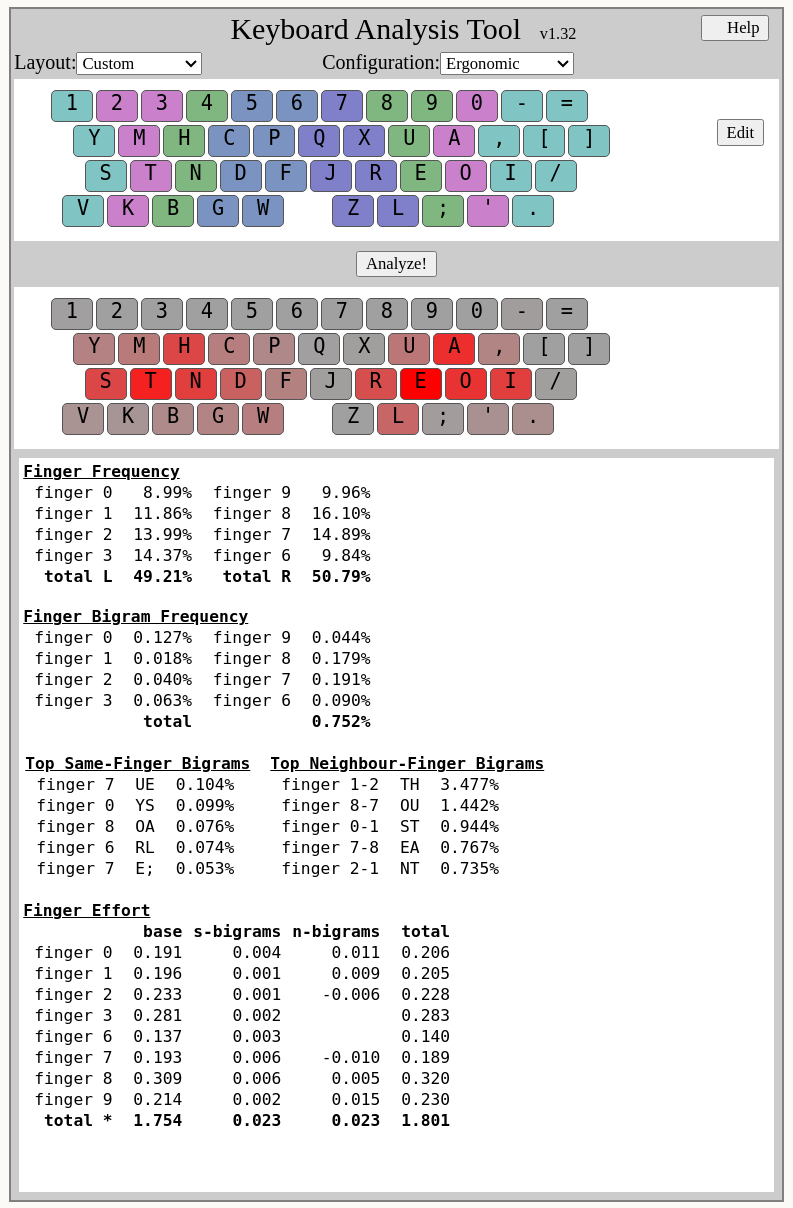 Keyboard Analysis Tool v1.32 Help
Layout: Custom Configuration: Ergonomic
1 2 3 4 5 6 7 8 9 0 - =
Y M H C P Q X U A , [ ] Edit
S T N D F J R E O I /
V K B G W Z L ; ' .
Analyze!
1 2 3 4 5 6 7 8 9 0 - =
Y M H C P Q X U A , [ ]
S T N D F J R E O I /
V K B G W Z L ; ' .
Finger Frequency
finger 0 8.99% finger 9 9.96%
finger 1 11.86% finger 8 16.10%
finger 2 13.99% finger 7 14.89%
finger 3 14.37% finger 6 9.84%
total L 49.21% total R 50.79%
Finger Bigram Frequency
finger 0 0.127% finger 9 0.044%
finger 1 0.018% finger 8 0.179%
finger 2 0.040% finger 7 0.191%
finger 3 0.063% finger 6 0.090%
total 0.752%
Top Same-Finger Bigrams Top Neighbour-Finger Bigrams
finger 7 UE 0.104% finger 1-2 TH 3.477%
finger 0 YS 0.099% finger 8-7 OU 1.442%
finger 8 OA 0.076% finger 0-1 ST 0.944%
finger 6 RL 0.074% finger 7-8 EA 0.767%
finger 7 E; 0.053% finger 2-1 NT 0.735%
Finger Effort
base s-bigrams n-bigrams total
finger 0 0.191 0.004 0.011 0.206
finger 1 0.196 0.001 0.009 0.205
finger 2 0.233 0.001 -0.006 0.228
finger 3 0.281 0.002 0.283
finger 6 0.137 0.003 0.140
finger 7 0.193 0.006 -0.010 0.189
finger 8 0.309 0.006 0.005 0.320
finger 9 0.214 0.002 0.015 0.230
total * 1.754 0.023 0.023 1.801